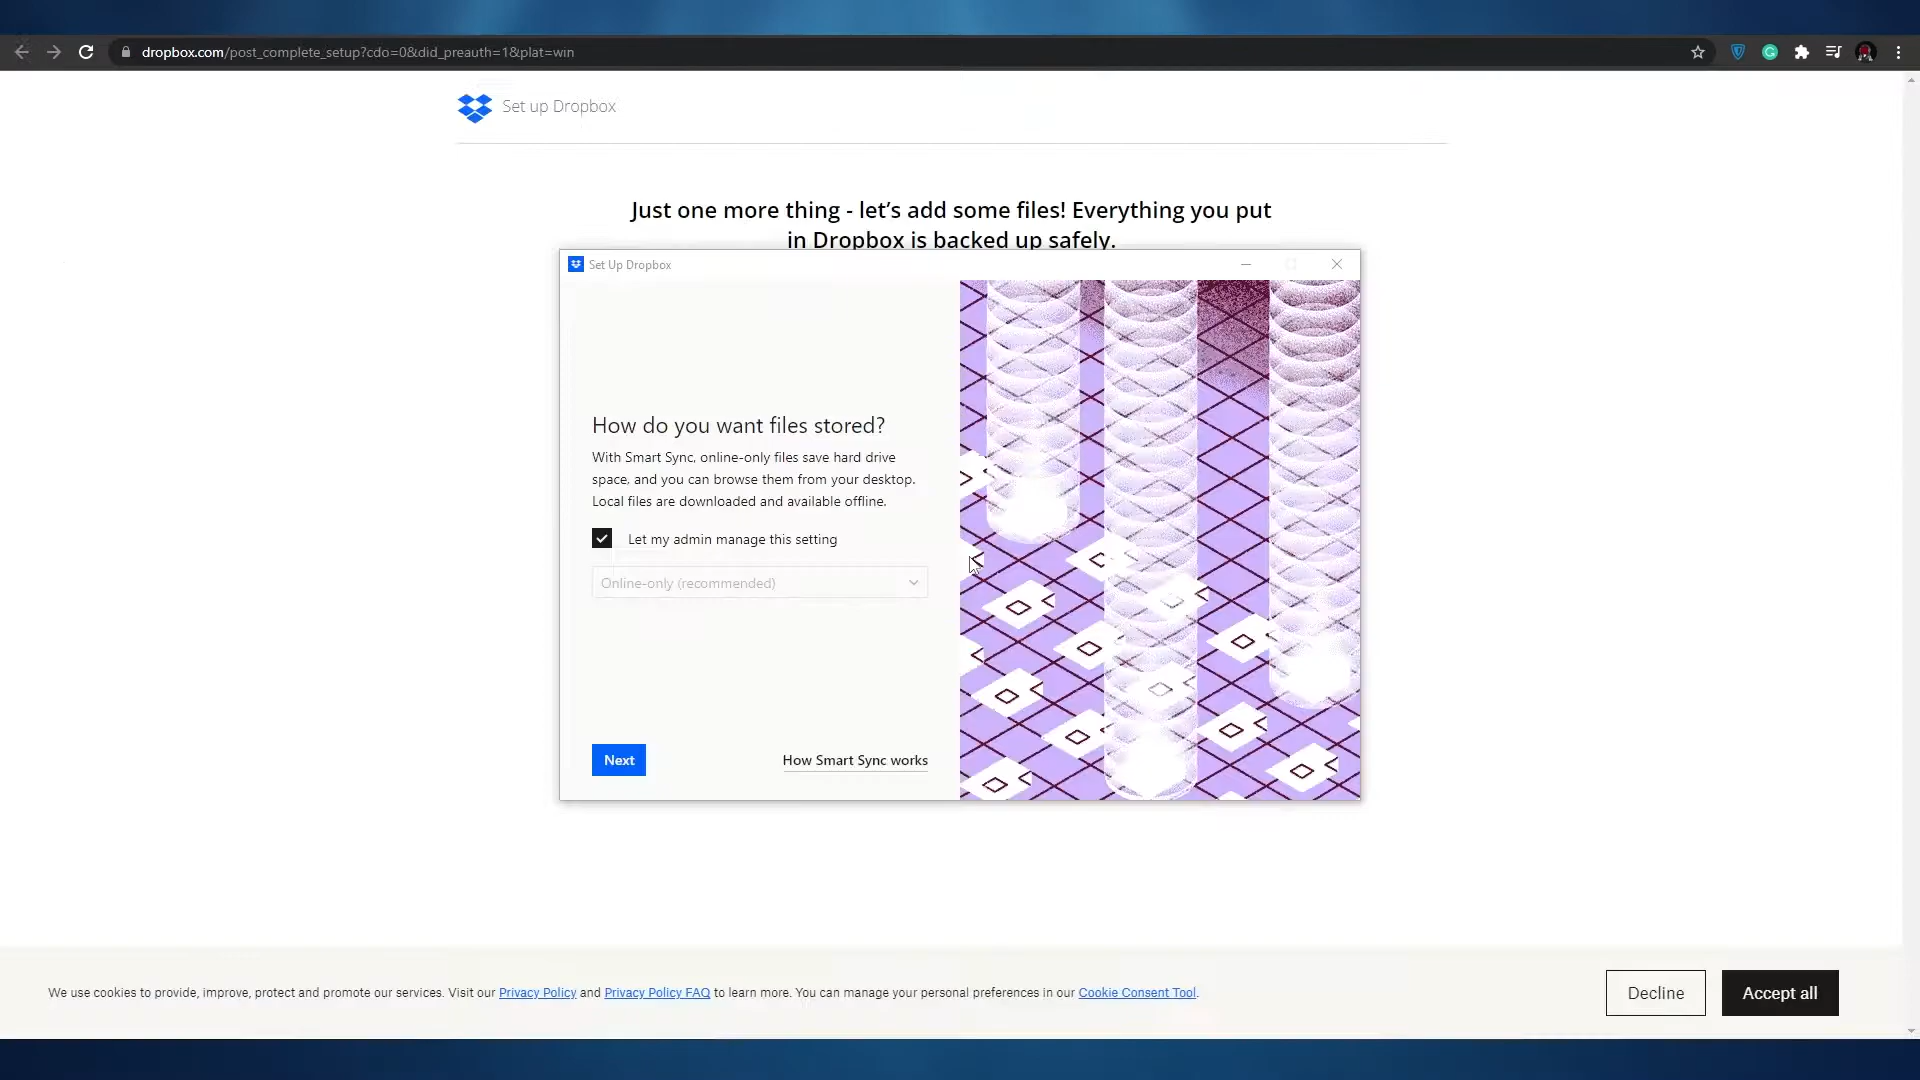 dropbox.com/post_complete_setup?cdo=0&did_preauth=1&plat=win
Set up Dropbox
Just one more thing - let's add some files! Everything you put
in Dropbox is backed up safely.
Set Up Dropbox
How do you want files stored?
With Smart Sync, online-only files save hard drive
space, and you can browse them from your desktop.
Local files are downloaded and available offline.
Let my admin manage this setting
Online-only (recommended)
Next
How Smart Sync works
We use cookies to provide, improve, protect and promote our services. Visit our Privacy Policy and Privacy Policy FAQ to learn more. You can manage your personal preferences in our Cookie Consent Tool.
Decline
Accept all